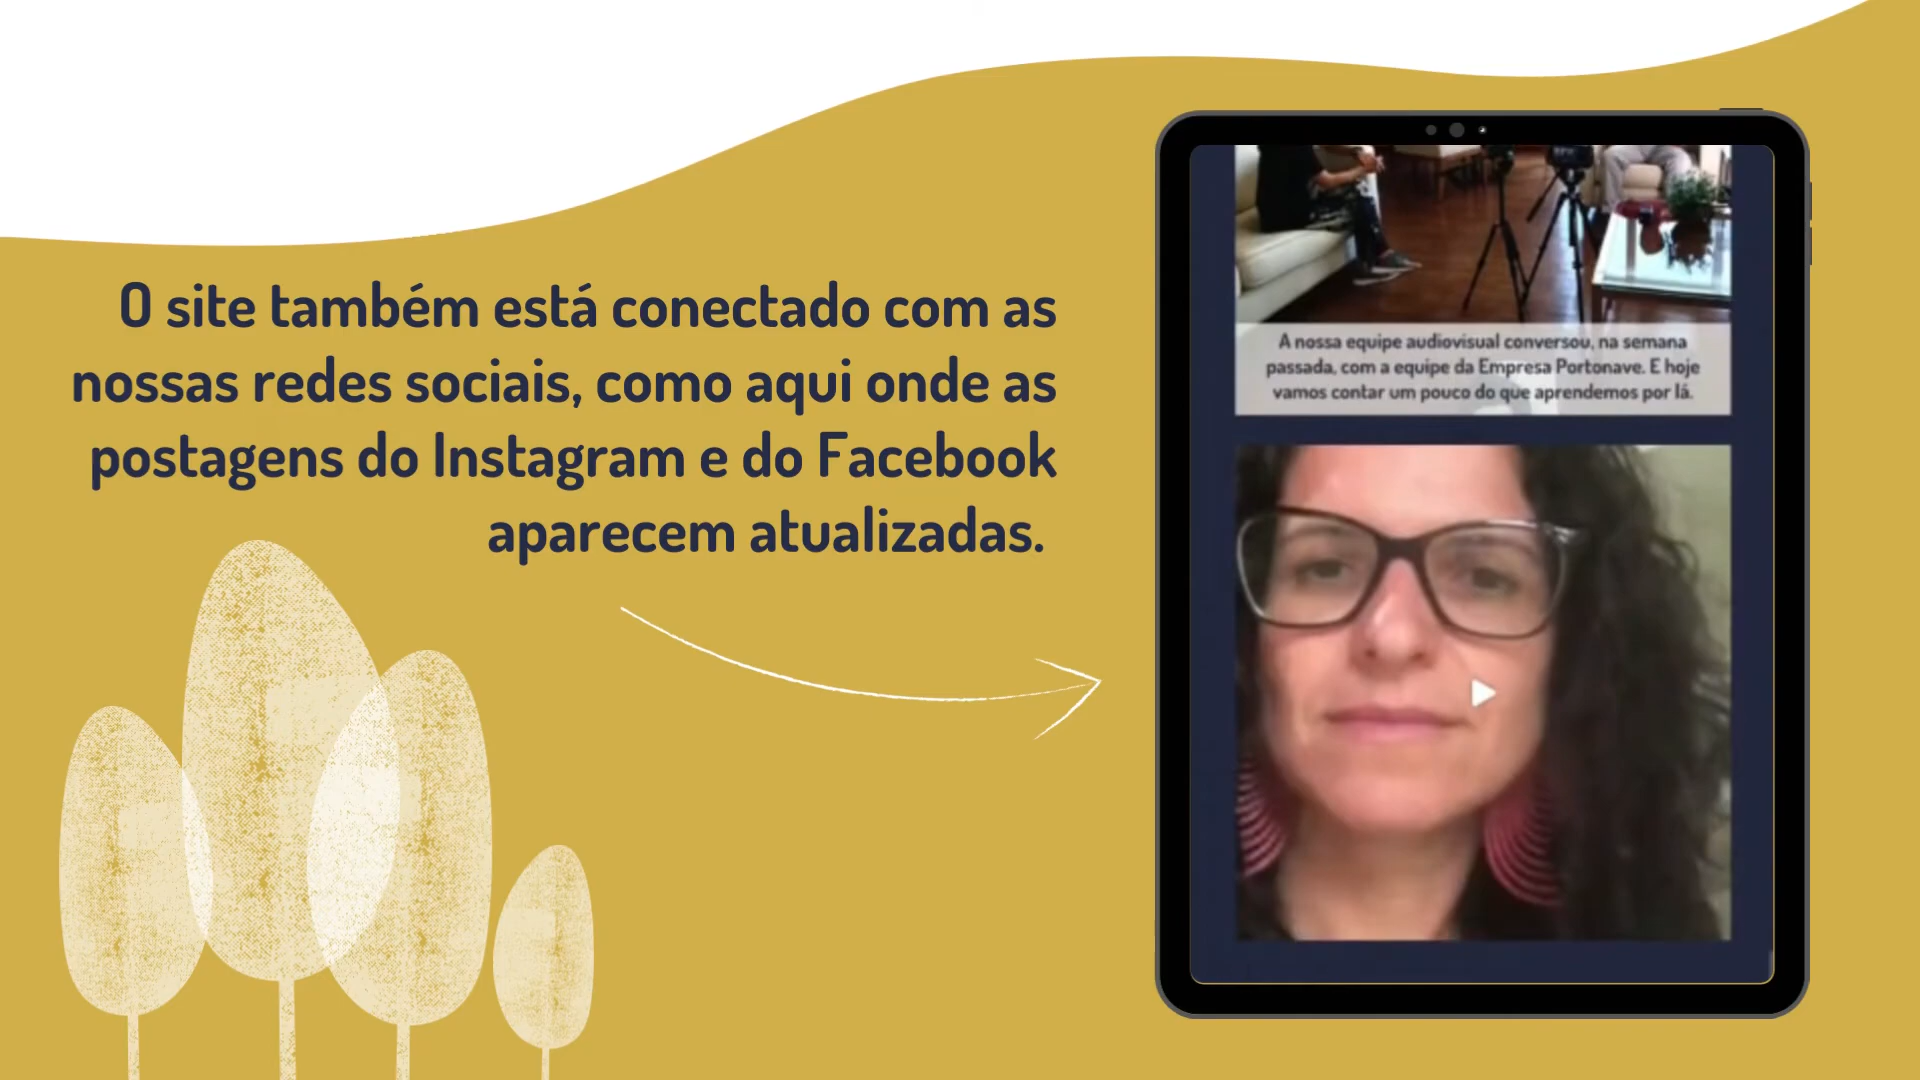 O site também está conectado com as
nossas redes sociais, como aqui onde as
postagens do Instagram e do Facebook
aparecem atualizadas.
A nossa equipe audiovisual conversou, na semana
passada, com a equipe da Empresa Portonave. E hoje
vamos contar um pouco do que aprendemos por lá.